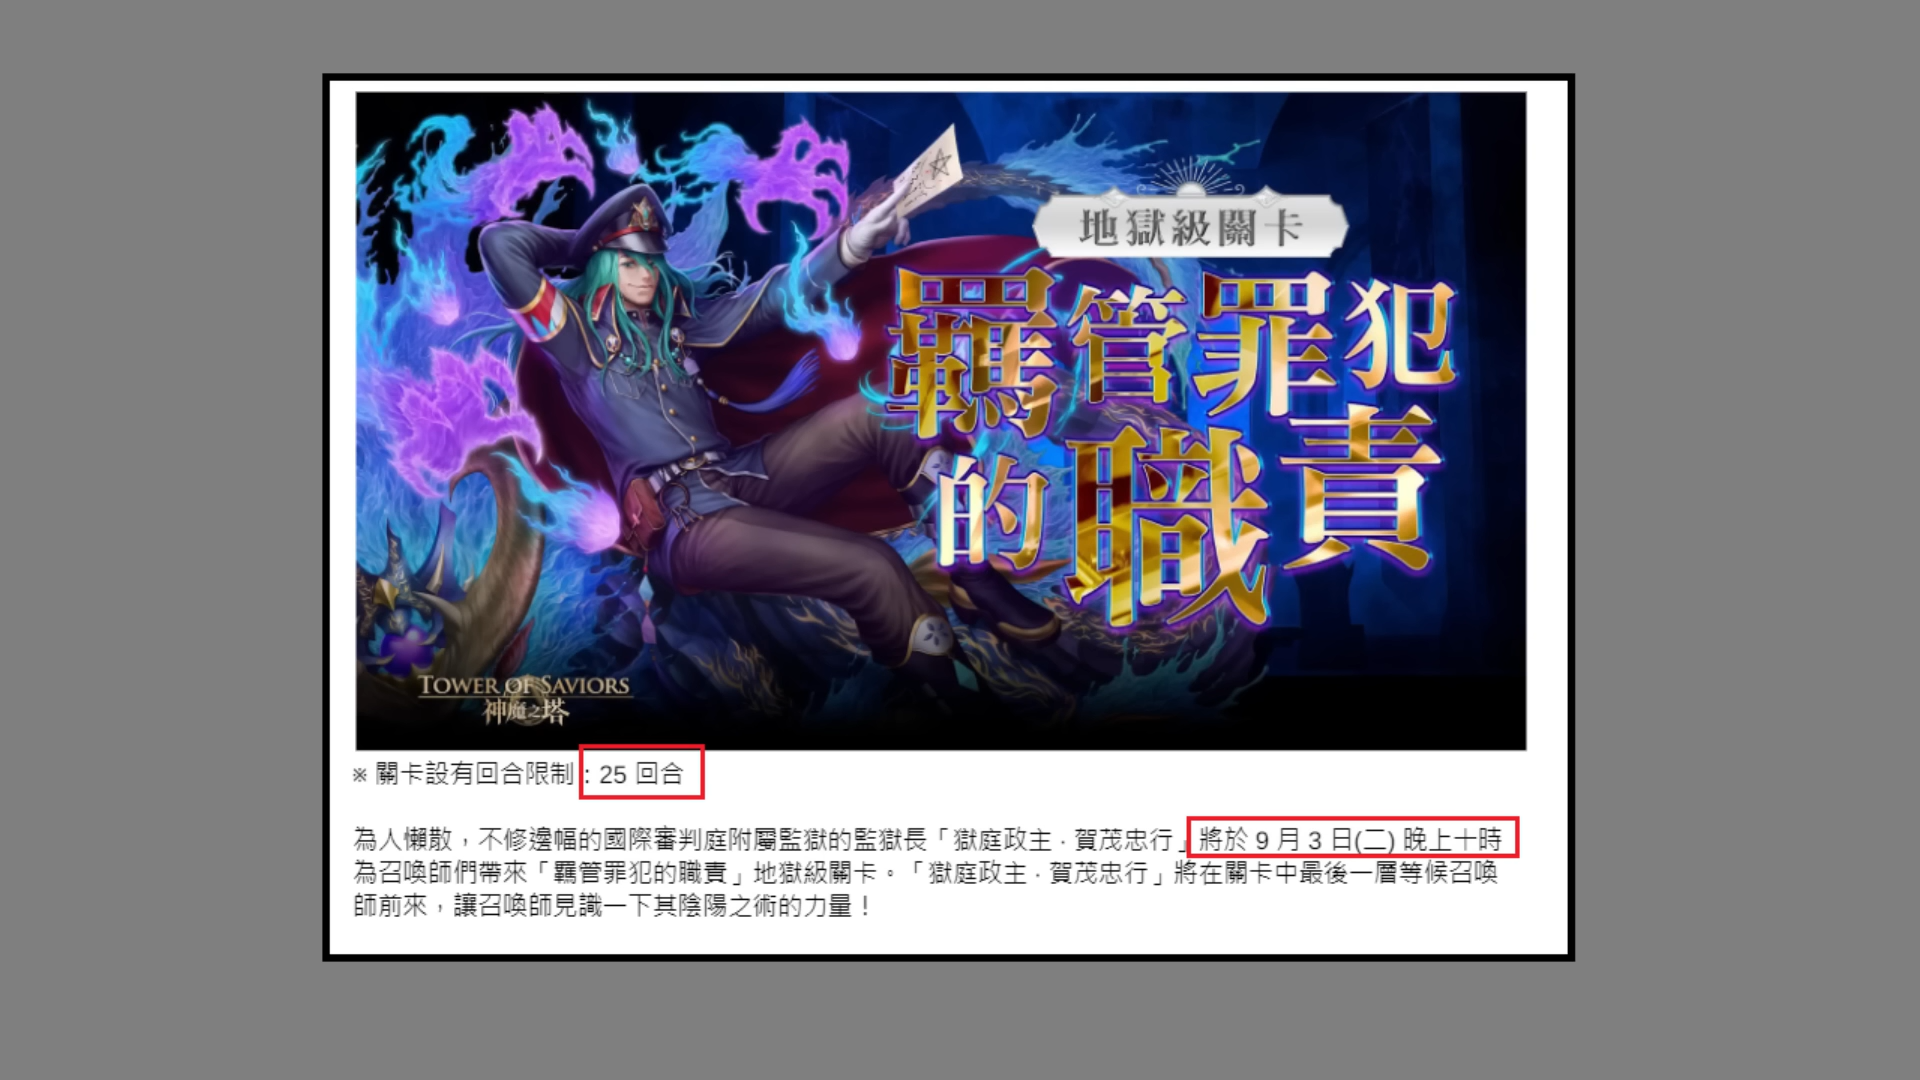 地獄級關卡
羈管罪犯
的職責
TOWER OF SAVIORS
神魔之塔
※ 關卡設有回合限制：25 回合
為人懶散，不修邊幅的國際審判庭附屬監獄的監獄長「獄庭政主 ‧ 賀茂忠行」將於 9 月 3 日(二) 晚上十時
為召喚師們帶來「羈管罪犯的職責」地獄級關卡。「獄庭政主 ‧ 賀茂忠行」將在關卡中最後一層等候召喚
師前來，讓召喚師見識一下其陰陽之術的力量！